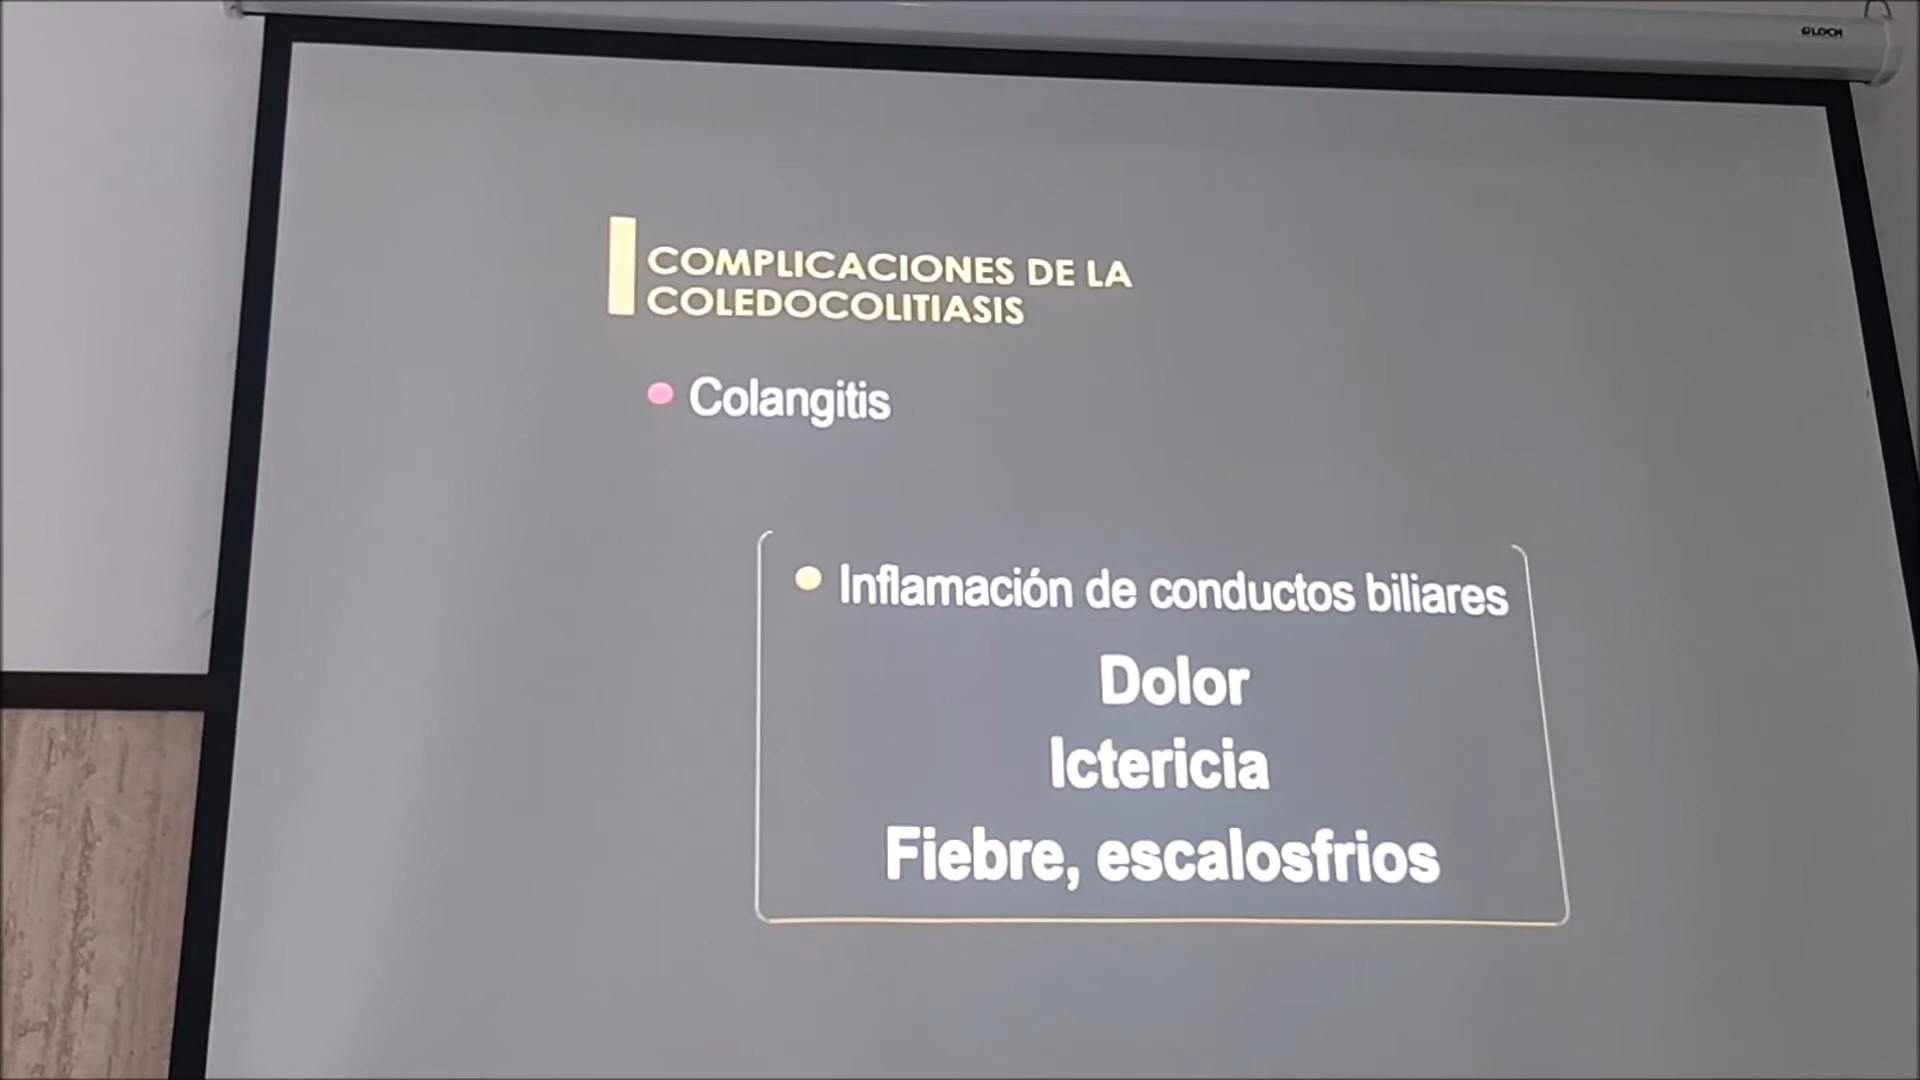 COMPLICACIONES DE LA
COLEDOCOLITIASIS
Colangitis
Inflamación de conductos biliares
Dolor
Ictericia
Fiebre, escalosfrios